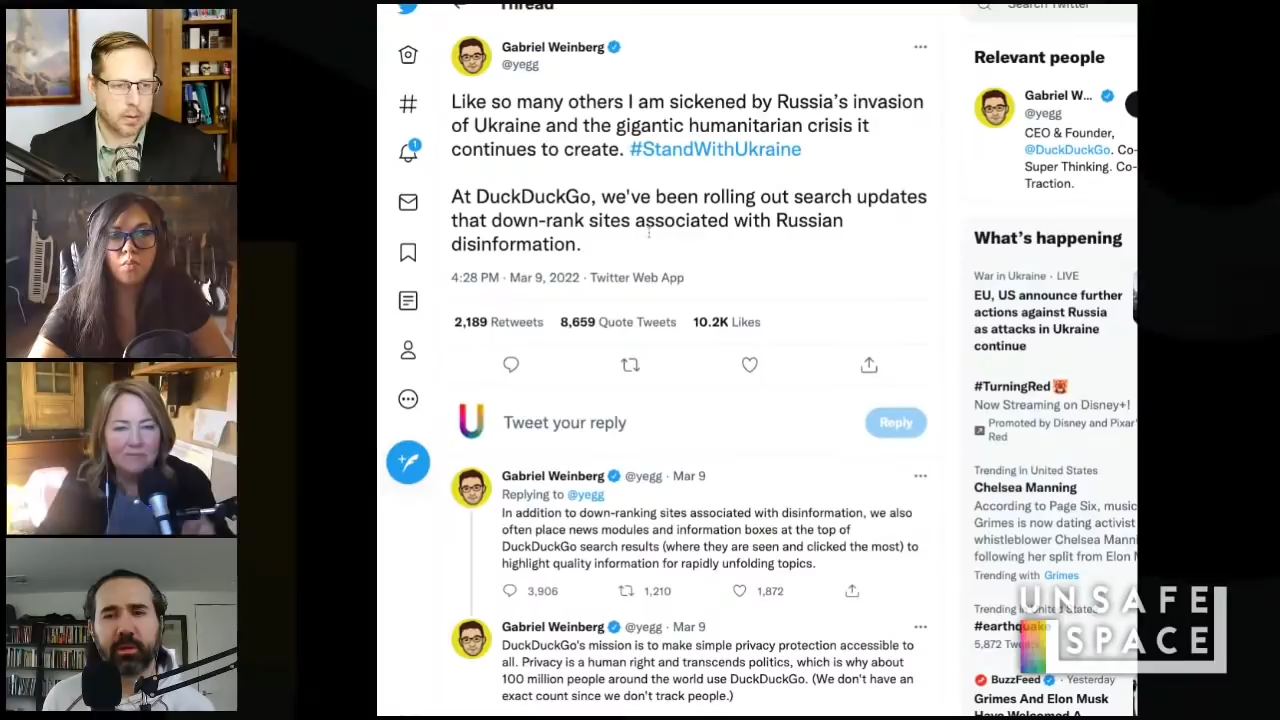 Thread
Search Twitter
Gabriel Weinberg
@yegg
Like so many others I am sickened by Russia's invasion
of Ukraine and the gigantic humanitarian crisis it
continues to create. #StandWithUkraine
At DuckDuckGo, we've been rolling out search updates
that down-rank sites associated with Russian
disinformation.
4:28 PM · Mar 9, 2022 · Twitter Web App
2,189 Retweets 8,659 Quote Tweets 10.2K Likes
Tweet your reply
Reply
Gabriel Weinberg @yegg · Mar 9
Replying to @yegg
In addition to down-ranking sites associated with disinformation, we also
often place news modules and information boxes at the top of
DuckDuckGo search results (where they are seen and clicked the most) to
highlight quality information for rapidly unfolding topics.
3,906 1,210 1,872
Gabriel Weinberg @yegg · Mar 9
DuckDuckGo's mission is to make simple privacy protection accessible to
all. Privacy is a human right and transcends politics, which is why about
100 million people around the world use DuckDuckGo. (We don't have an
exact count since we don't track people.)
1
Relevant people
Gabriel W...
@yegg
CEO & Founder,
@DuckDuckGo. Co-
Super Thinking. Co-
Traction.
What's happening
War in Ukraine · LIVE
EU, US announce further
actions against Russia
as attacks in Ukraine
continue
#TurningRed
Now Streaming on Disney+!
Promoted by Disney and Pixar'
Red
Trending in United States
Chelsea Manning
According to Page Six, music
Grimes is now dating activist
whistleblower Chelsea Manni
following her split from Elon
Trending with Grimes
Trending in United States
#earthquake
5,872
BuzzFeed · Yesterday
Grimes And Elon Musk
Have Welcomed A
UNSAFE
SPACE